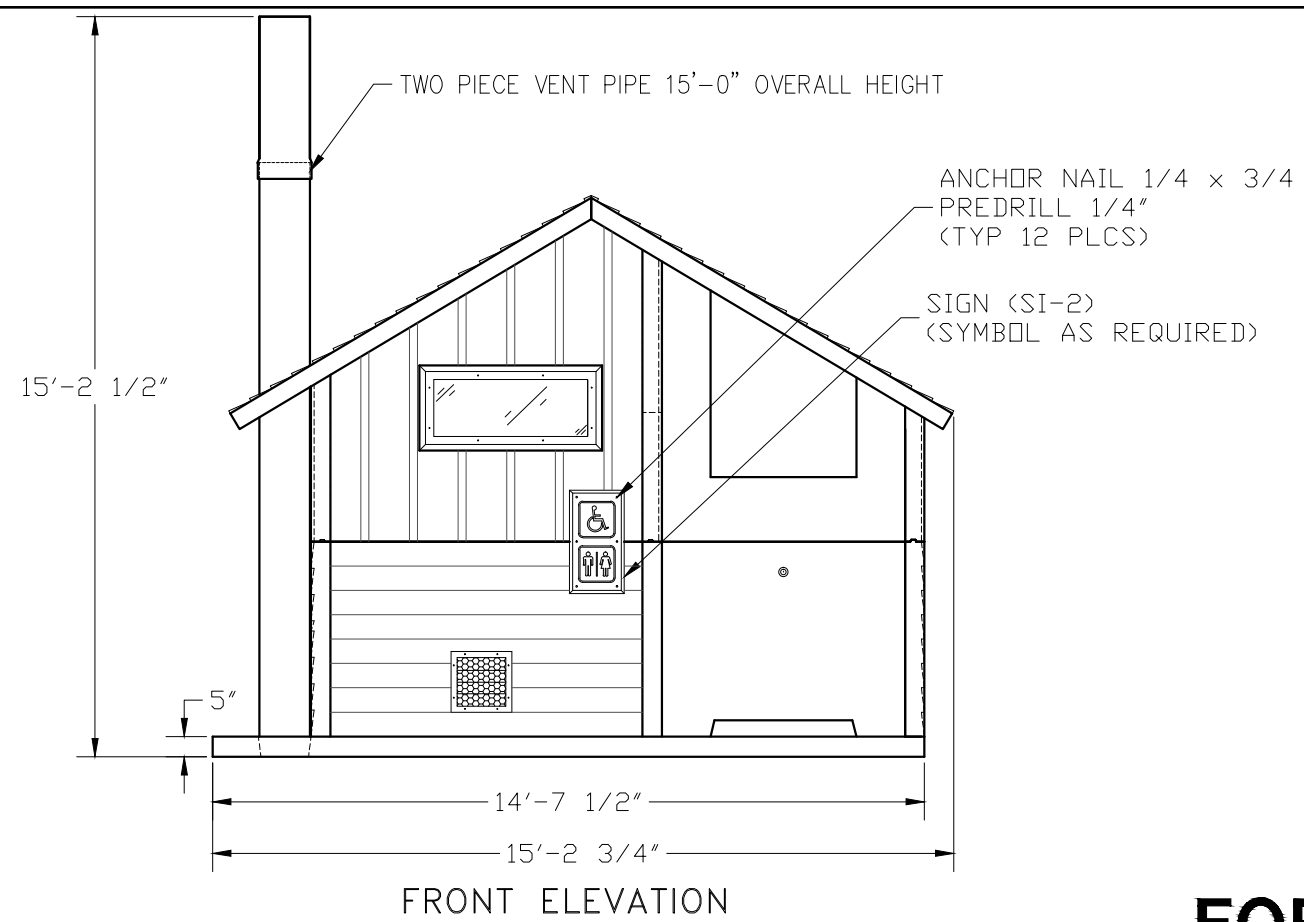 TWO PIECE VENT PIPE 15'-0" OVERALL HEIGHT
ANCHOR NAIL 1/4 x 3/4
PREDRILL 1/4"
(TYP 12 PLCS)
SIGN (SI-2)
(SYMBOL AS REQUIRED)
15'-2 1/2"
5"
14'-7 1/2"
15'-2 3/4"
FRONT ELEVATION